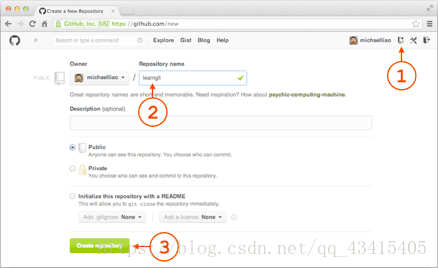 Create a New Repository
GitHub, Inc. [US] https://github.com/new
Search or type a command
Explore Gist Blog Help
michaelliao
1
Owner
Repository name
PUBLIC
michaelliao / learngit
2
Great repository names are short and memorable. Need inspiration? How about psychic-computing-machine.
Description (optional)
Public
Anyone can see this repository. You choose who can commit.
Private
You choose who can see and commit to this repository.
Initialize this repository with a README
This will allow you to git clone the repository immediately.
Add .gitignore: None
Add a license: None
Create repository
3
https://blog.csdn.net/qq_43415405